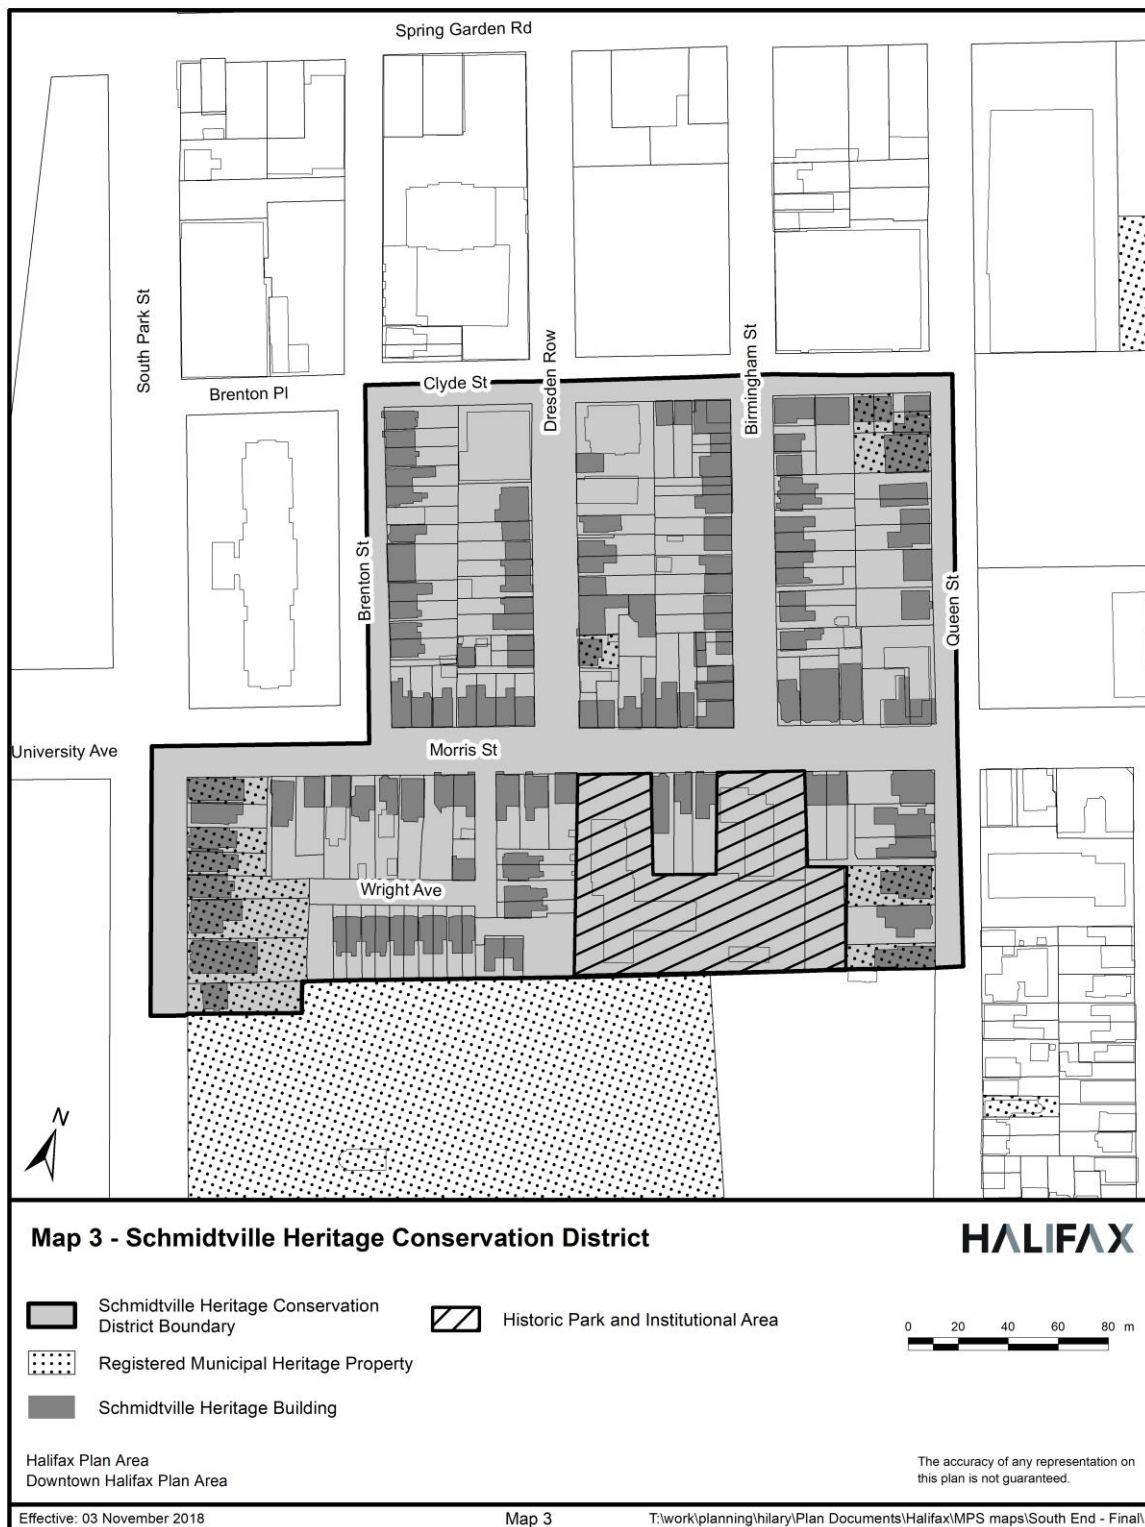 Spring Garden Rd
South Park St
Brenton Pl
Clyde St
Dresden Row
Birmingham St
Brenton St
Queen St
University Ave
Morris St
Wright Ave
N
Map 3 - Schmidtville Heritage Conservation District
HALIFAX
Schmidtville Heritage Conservation
District Boundary
Historic Park and Institutional Area
0 20 40 60 80 m
Registered Municipal Heritage Property
Schmidtville Heritage Building
Halifax Plan Area
Downtown Halifax Plan Area
The accuracy of any representation on
this plan is not guaranteed.
Effective: 03 November 2018
Map 3
T:\work\planning\hilary\Plan Documents\Halifax\MPS maps\South End - Final\